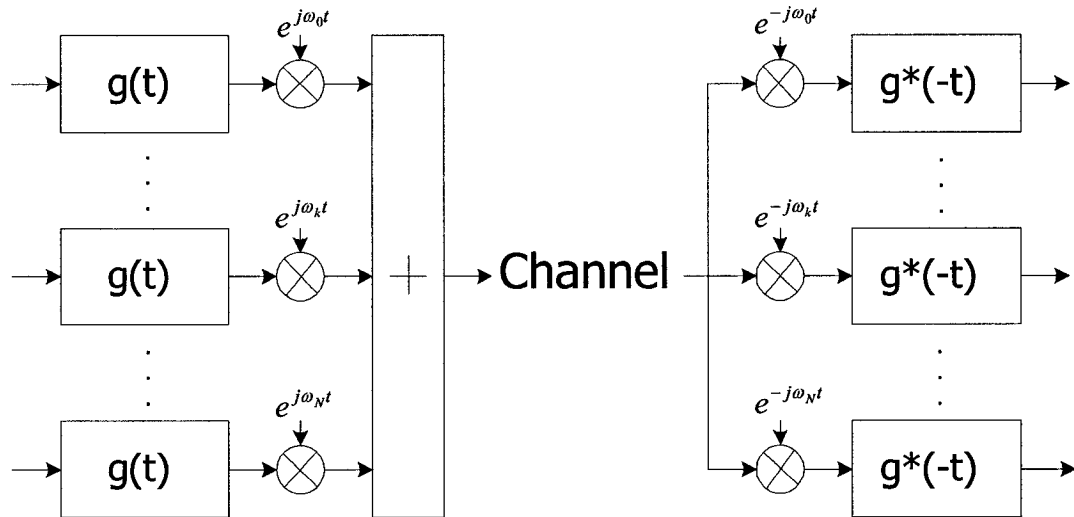 e^{jω_0 t}
e^{-jω_0 t}
g(t)
g*(-t)
e^{jω_k t}
e^{-jω_k t}
g(t)
+
Channel
g*(-t)
e^{jω_N t}
e^{-jω_N t}
g(t)
g*(-t)